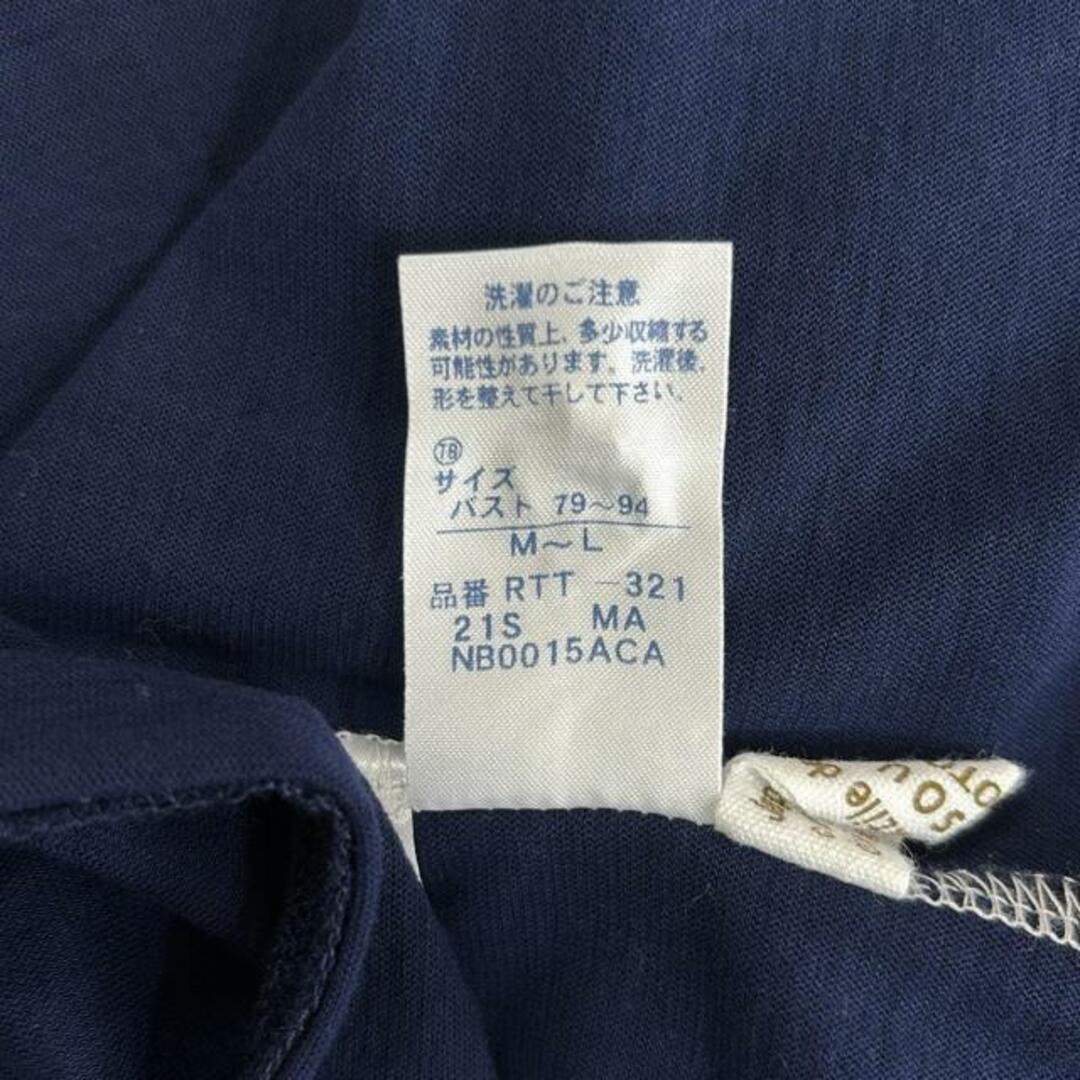 洗濯のご注意
素材の性質上、多少収縮する
可能性があります。洗濯後、
形を整えて干して下さい。
サイズ
バスト 79～94
M～L
品番 RTT －321
21S MA
NB0015ACA
aille d
SOU